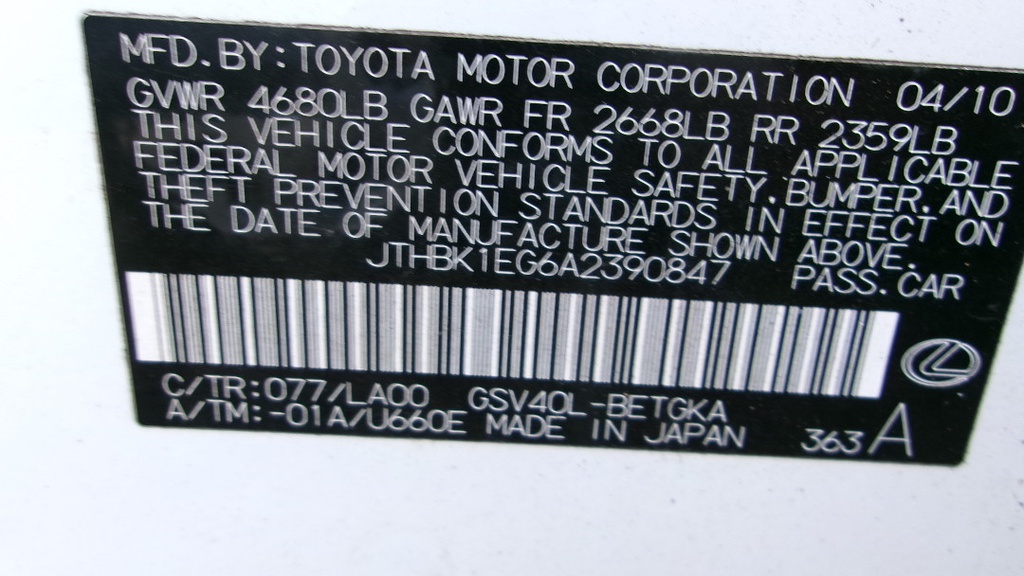 MFD. BY: TOYOTA MOTOR CORPORATION 04/10
GVWR 4680LB GAWR FR 2668LB RR 2359LB
THIS VEHICLE CONFORMS TO ALL APPLICABLE
FEDERAL MOTOR VEHICLE SAFETY. BUMPER. AND
THEFT PREVENTION STANDARDS IN EFFECT ON
THE DATE OF MANUFACTURE SHOWN ABOVE.
JTHBK1EG6A2390847 PASS. CAR
C/TR: 077/LA00 GSV40L-BETGKA
A/TM: -01A/U660E MADE IN JAPAN 363 A